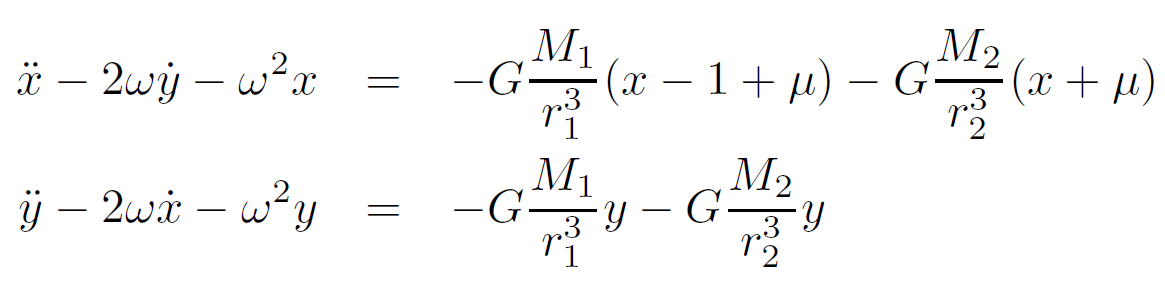 ẍ − 2ωẏ − ω²x = −G M₁/r₁³ (x − 1 + μ) − G M₂/r₂³ (x + μ)
ÿ − 2ωẋ − ω²y = −G M₁/r₁³ y − G M₂/r₂³ y